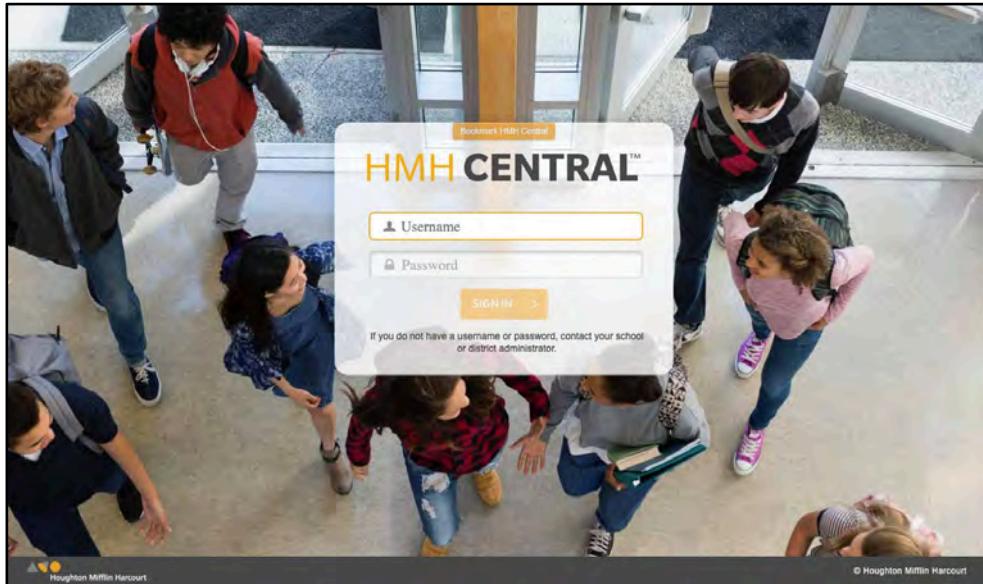 Bookmark HMH Central
HMH CENTRAL™
Username
Password
SIGN IN >
If you do not have a username or password, contact your school
or district administrator.
Houghton Mifflin Harcourt
© Houghton Mifflin Harcourt